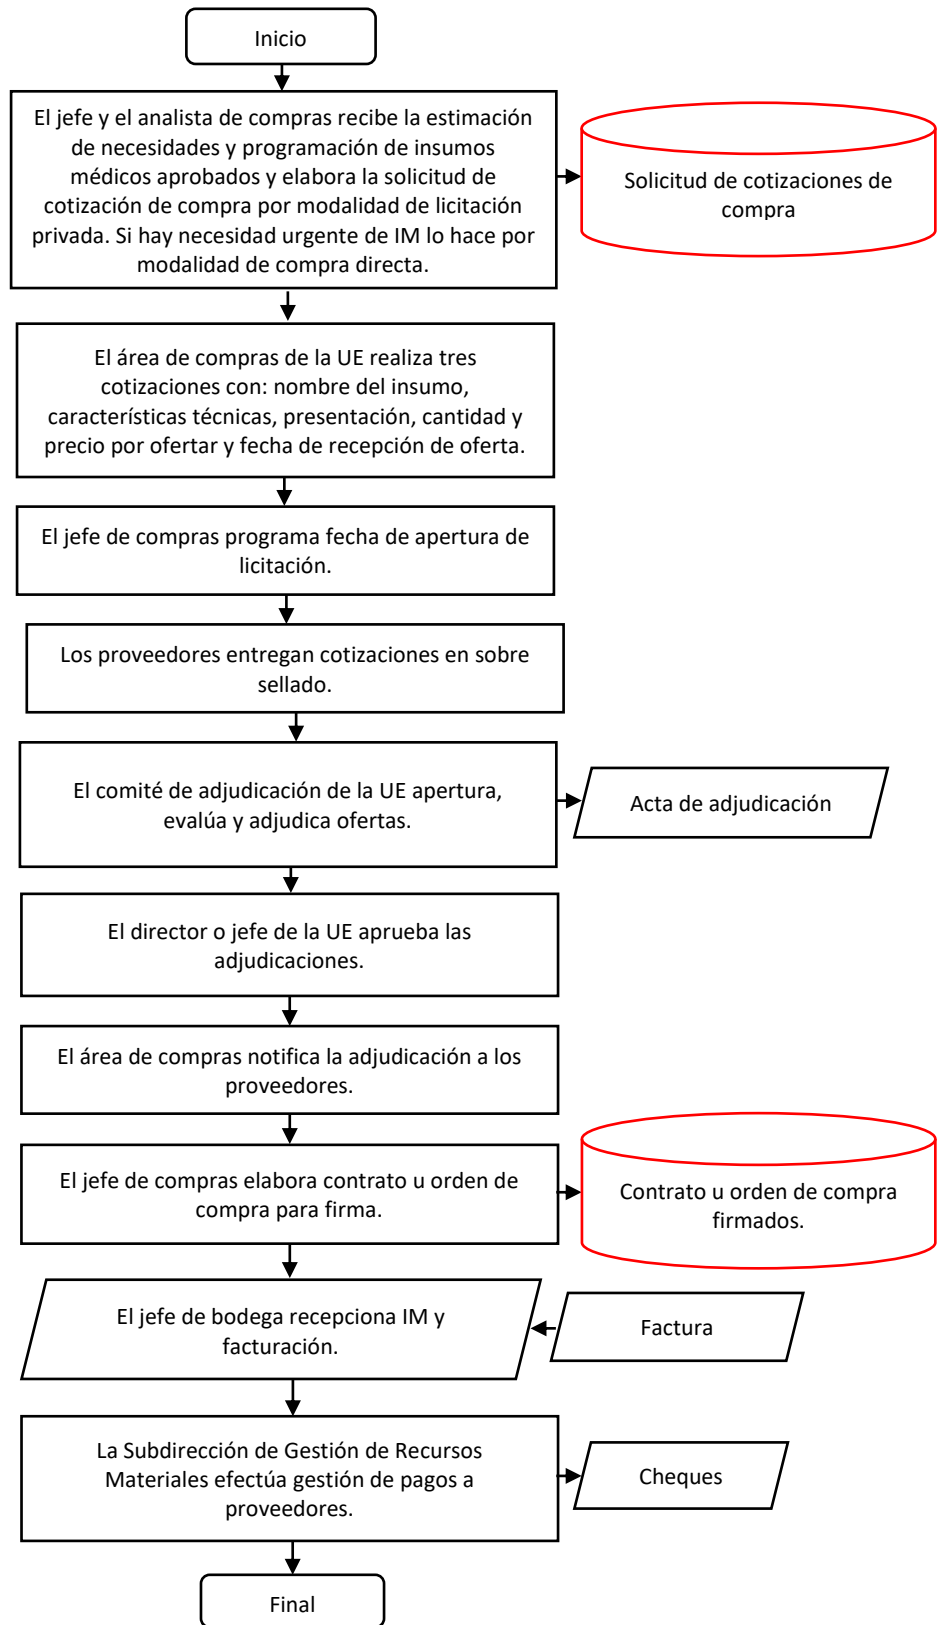 Inicio
El jefe y el analista de compras recibe la estimación
de necesidades y programación de insumos
médicos aprobados y elabora la solicitud de
cotización de compra por modalidad de licitación
privada. Si hay necesidad urgente de IM lo hace por
modalidad de compra directa.
Solicitud de cotizaciones de
compra
El área de compras de la UE realiza tres
cotizaciones con: nombre del insumo,
características técnicas, presentación, cantidad y
precio por ofertar y fecha de recepción de oferta.
El jefe de compras programa fecha de apertura de
licitación.
Los proveedores entregan cotizaciones en sobre
sellado.
El comité de adjudicación de la UE apertura,
evalúa y adjudica ofertas.
Acta de adjudicación
El director o jefe de la UE aprueba las
adjudicaciones.
El área de compras notifica la adjudicación a los
proveedores.
El jefe de compras elabora contrato u orden de
compra para firma.
Contrato u orden de compra
firmados.
El jefe de bodega recepciona IM y
facturación.
Factura
La Subdirección de Gestión de Recursos
Materiales efectúa gestión de pagos a
proveedores.
Cheques
Final